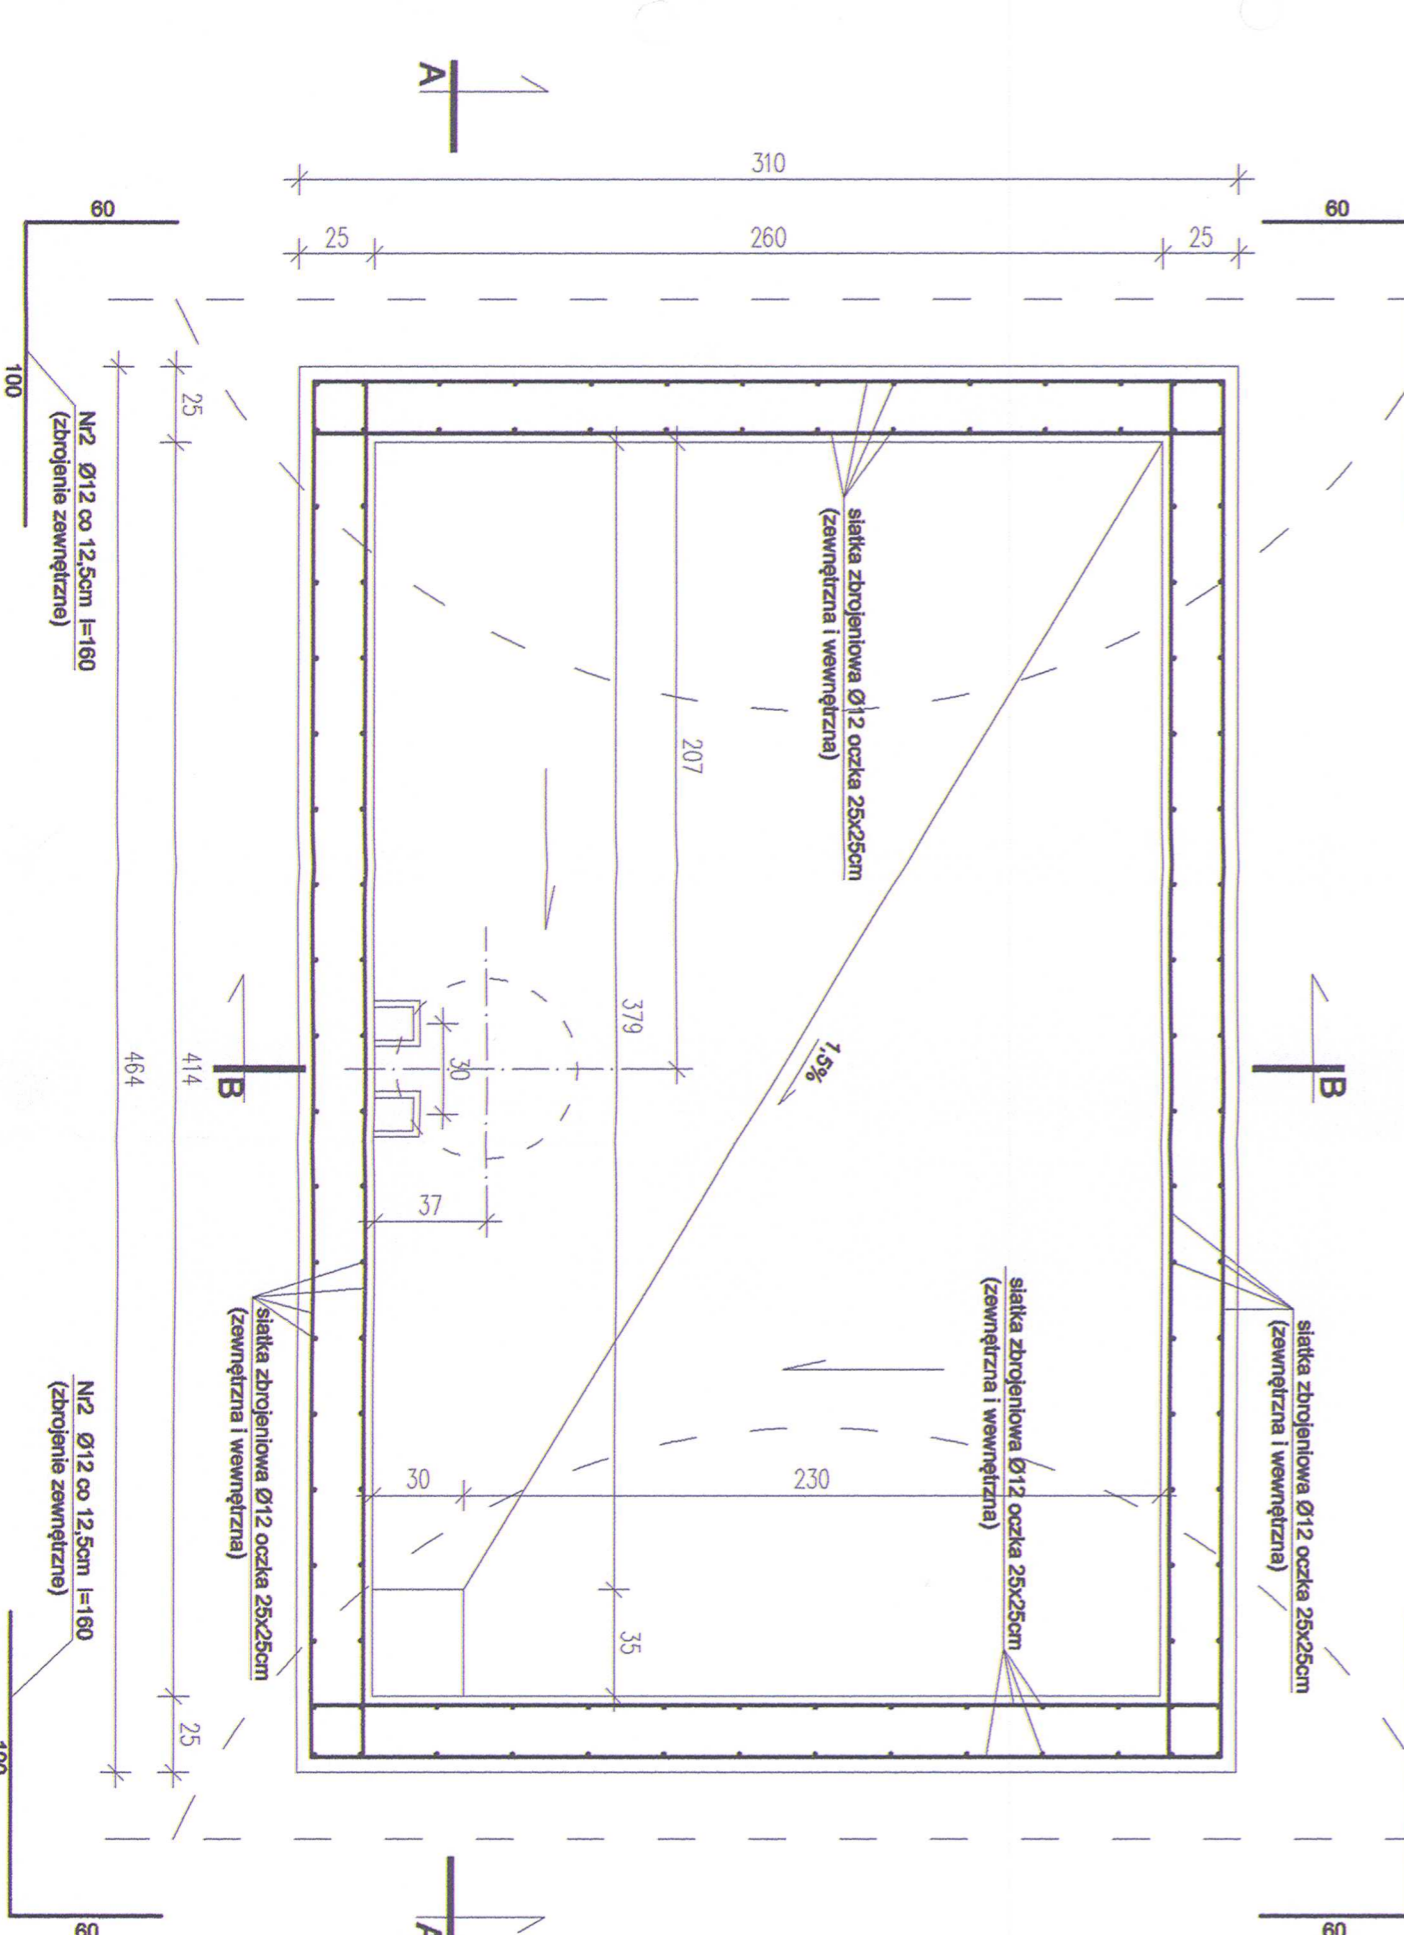 A
310
60
60
25
260
25
100
25
Nr2 Ø12 co 12,5cm l=160
(zbrojenie zewnętrzne)
siatka zbrojeniowa Ø12 oczka 25x25cm
(zewnętrzna i wewnętrzna)
207
379
1,5%
30
464
414
B
B
37
siatka zbrojeniowa Ø12 oczka 25x25cm
(zewnętrzna i wewnętrzna)
siatka zbrojeniowa Ø12 oczka 25x25cm
(zewnętrzna i wewnętrzna)
siatka zbrojeniowa Ø12 oczka 25x25cm
(zewnętrzna i wewnętrzna)
30
230
35
Nr2 Ø12 co 12,5cm l=160
(zbrojenie zewnętrzne)
25
100
A
60
60